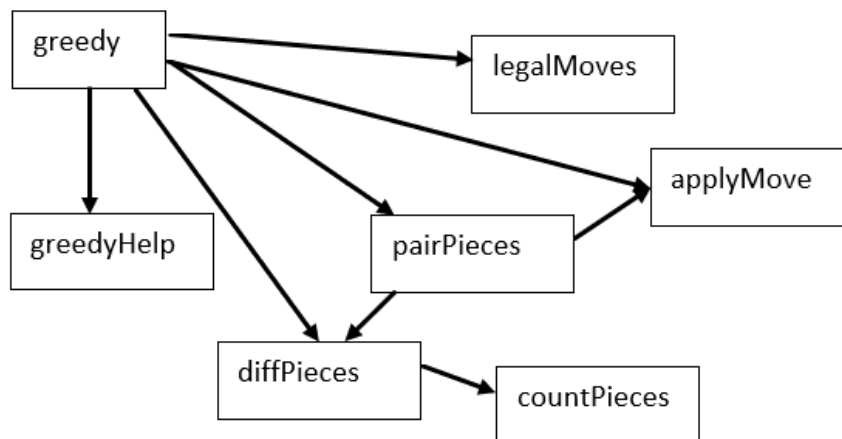 greedy
legalMoves
applyMove
greedyHelp
pairPieces
diffPieces
countPieces